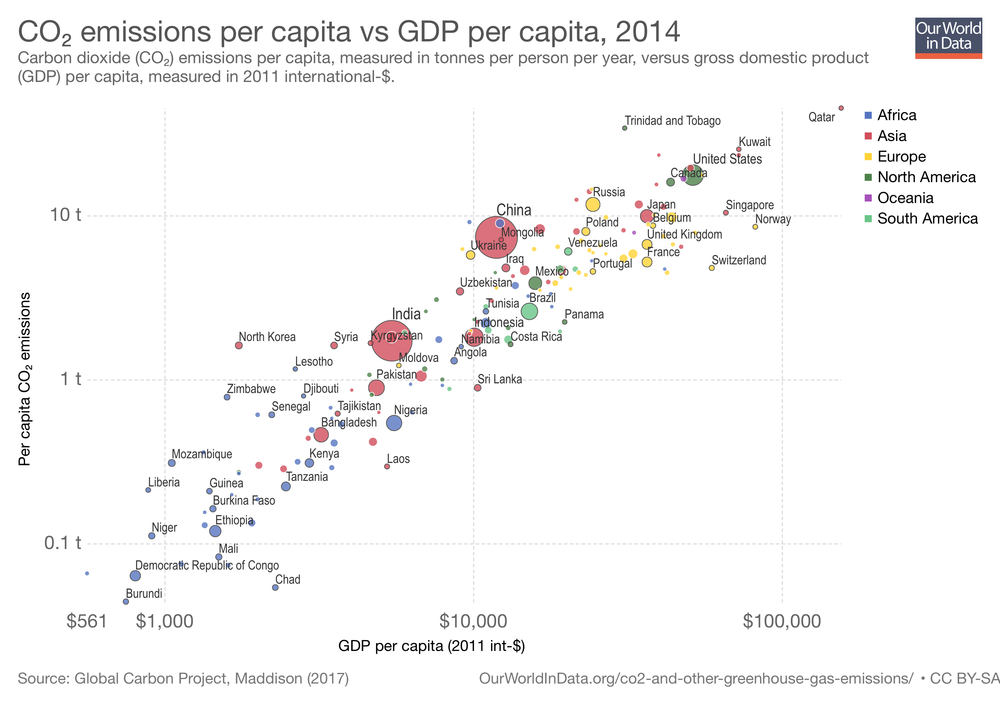 CO₂ emissions per capita vs GDP per capita, 2014
Carbon dioxide (CO₂) emissions per capita, measured in tonnes per person per year, versus gross domestic product
(GDP) per capita, measured in 2011 international-$.
Our World
in Data
Qatar
Trinidad and Tobago
Kuwait
United States
Canada
Russia
Japan
Singapore
China
Belgium
Norway
Poland
Mongolia
United Kingdom
Venezuela
Ukraine
France
Iraq
Switzerland
Portugal
Mexico
Uzbekistan
Brazil
Tunisia
India
Panama
Indonesia
North Korea
Syria
Kyrgyzstan
Namibia
Costa Rica
Angola
Moldova
Lesotho
Pakistan
Sri Lanka
Zimbabwe
Djibouti
Senegal
Tajikistan
Nigeria
Bangladesh
Mozambique
Kenya
Laos
Tanzania
Liberia
Guinea
Burkina Faso
Ethiopia
Niger
Mali
Democratic Republic of Congo
Chad
Burundi
Africa
Asia
Europe
North America
Oceania
South America
10 t
1 t
0.1 t
Per capita CO₂ emissions
$561
$1,000
$10,000
$100,000
GDP per capita (2011 int-$)
Source: Global Carbon Project, Maddison (2017)
OurWorldInData.org/co2-and-other-greenhouse-gas-emissions/ • CC BY-SA